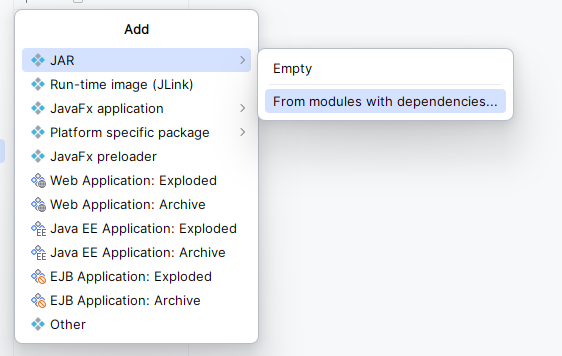 Add
JAR
Empty
From modules with dependencies...
Run-time image (JLink)
JavaFx application
Platform specific package
JavaFx preloader
Web Application: Exploded
Web Application: Archive
Java EE Application: Exploded
Java EE Application: Archive
EJB Application: Exploded
EJB Application: Archive
Other